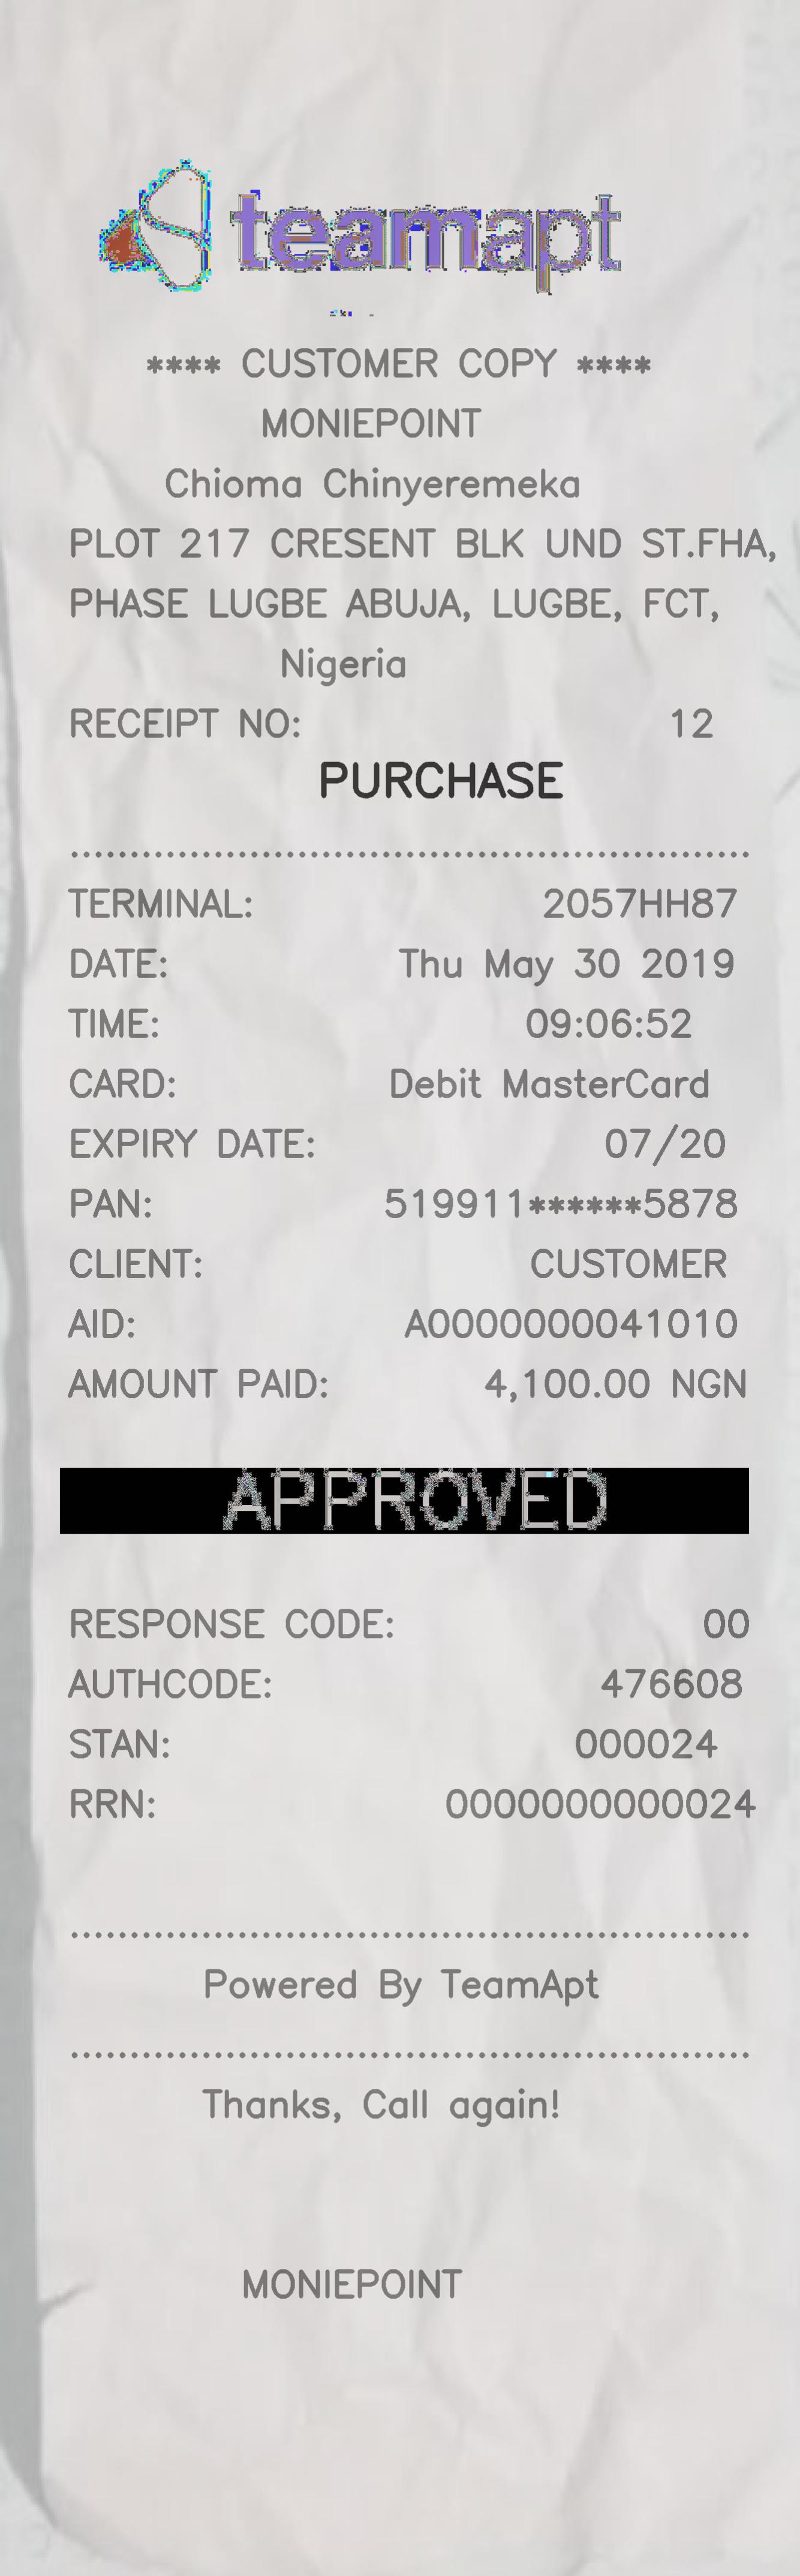 teamapt
**** CUSTOMER COPY ****
MONIEPOINT
Chioma Chinyeremeka
PLOT 217 CRESENT BLK UND ST.FHA,
PHASE LUGBE ABUJA, LUGBE, FCT,
Nigeria
RECEIPT NO: 12
PURCHASE
TERMINAL: 2057HH87
DATE: Thu May 30 2019
TIME: 09:06:52
CARD: Debit MasterCard
EXPIRY DATE: 07/20
PAN: 519911******5878
CLIENT: CUSTOMER
AID: A0000000041010
AMOUNT PAID: 4,100.00 NGN
APPROVED
RESPONSE CODE: 00
AUTHCODE: 476608
STAN: 000024
RRN: 0000000000024
Powered By TeamApt
Thanks, Call again!
MONIEPOINT